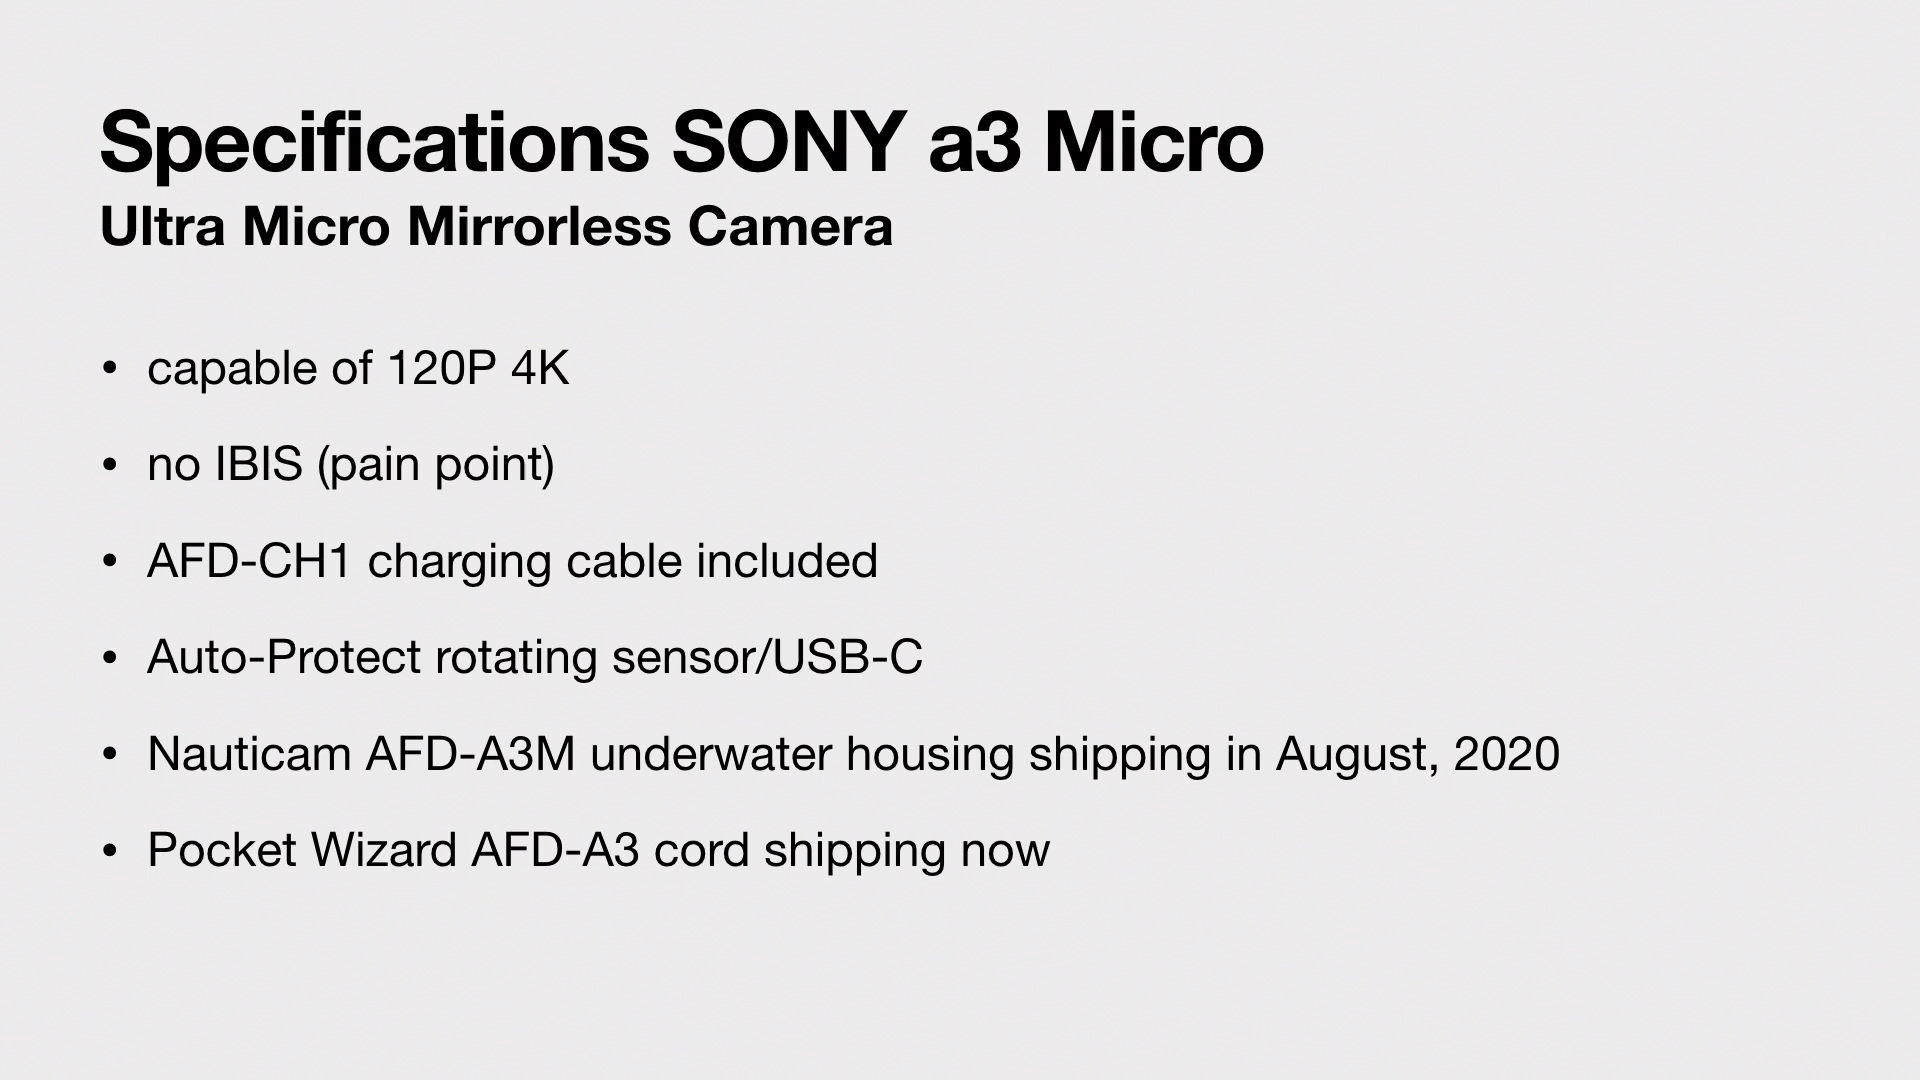 Specifications SONY a3 Micro
Ultra Micro Mirrorless Camera
• capable of 120P 4K
• no IBIS (pain point)
• AFD-CH1 charging cable included
• Auto-Protect rotating sensor/USB-C
• Nauticam AFD-A3M underwater housing shipping in August, 2020
• Pocket Wizard AFD-A3 cord shipping now